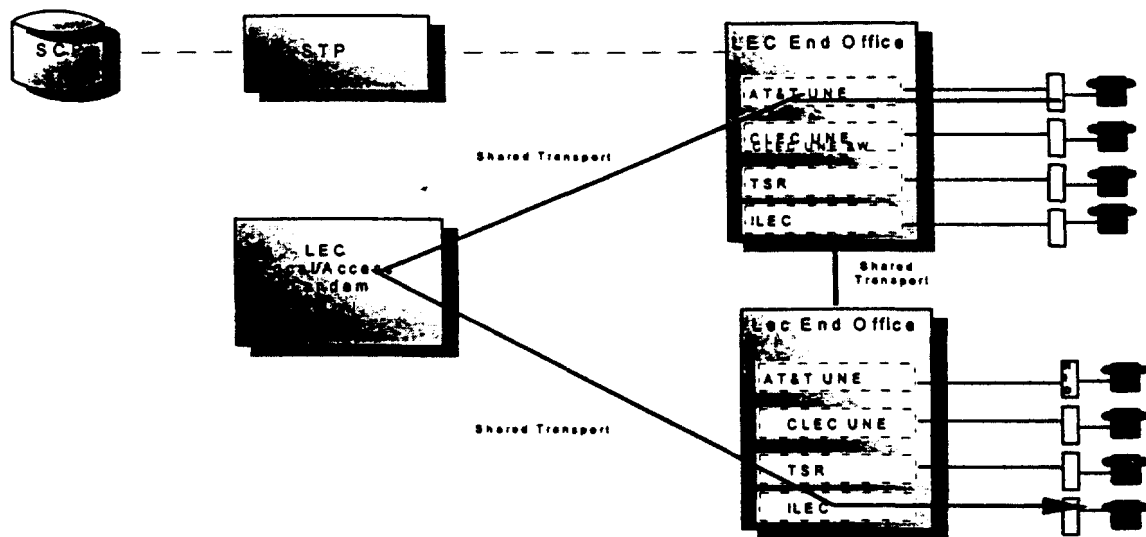 SCP
STP
LEC End Office
AT&T UNE
CLEC UNE
TSR
ILEC
Shared Transport
LEC
Tandem
Shared
Transport
Lec End Office
AT&T UNE
CLEC UNE
TSR
ILEC
Shared Transport